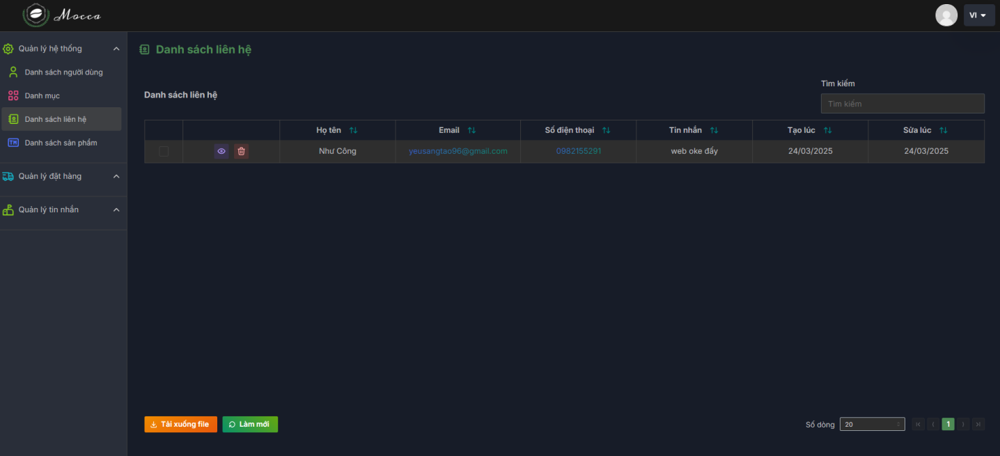 Mocca
VI
Quản lý hệ thống
Danh sách người dùng
Danh mục
Danh sách liên hệ
TM Danh sách sản phẩm
Quản lý đặt hàng
Quản lý tin nhắn
Danh sách liên hệ
Danh sách liên hệ
Tìm kiếm
Tìm kiếm
Họ tên Email Số điện thoại Tin nhắn Tạo lúc Sửa lúc
Như Công yeusangtao96@gmail.com 0982155291 web oke đấy 24/03/2025 24/03/2025
Tải xuống file Làm mới Số dòng 20 1